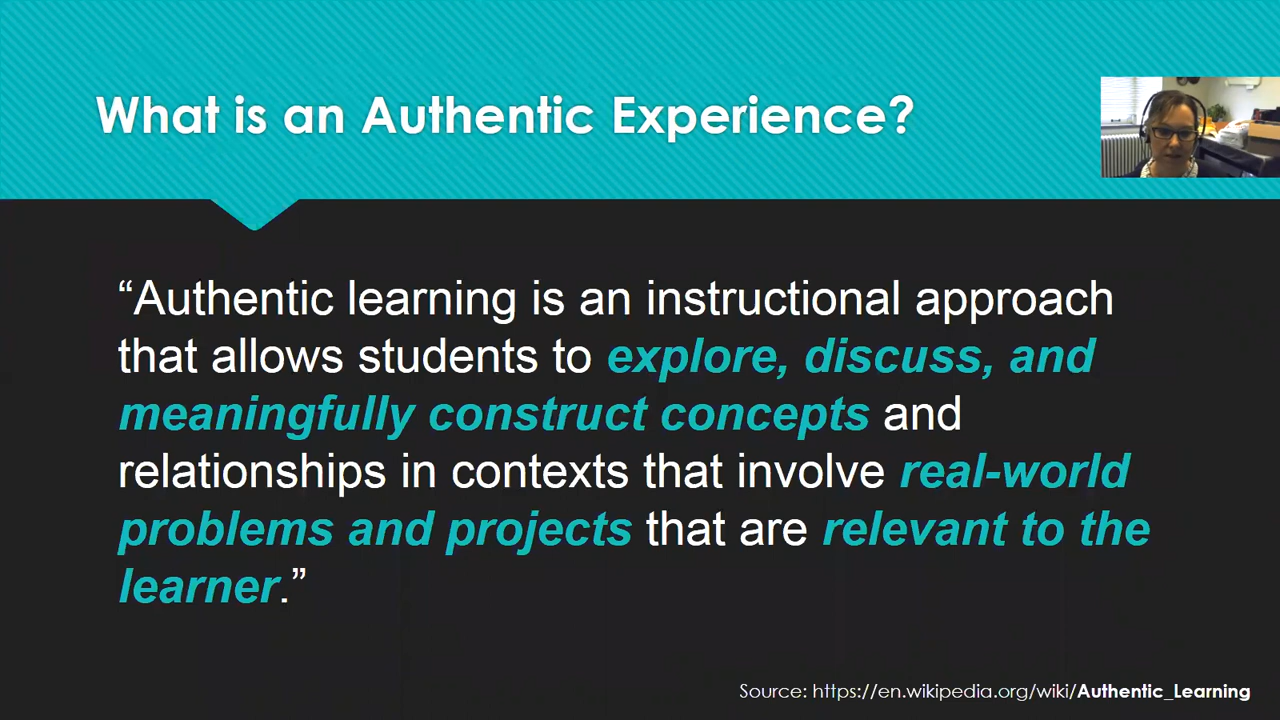 What is an Authentic Experience?
“Authentic learning is an instructional approach
that allows students to explore, discuss, and
meaningfully construct concepts and
relationships in contexts that involve real-world
problems and projects that are relevant to the
learner.”
Source: https://en.wikipedia.org/wiki/Authentic_Learning